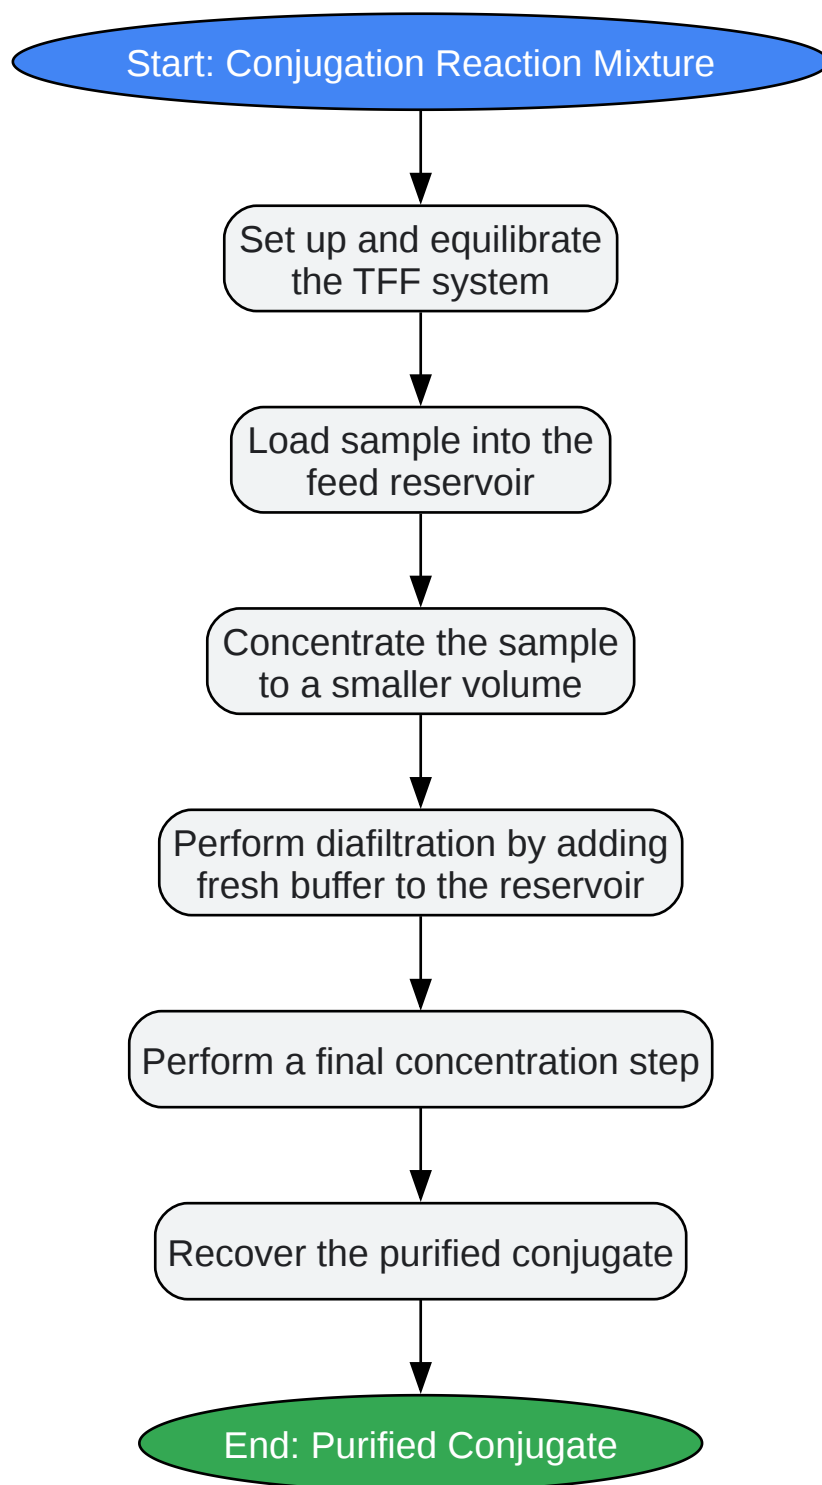 Start: Conjugation Reaction Mixture
Set up and equilibrate
the TFF system
Load sample into the
feed reservoir
Concentrate the sample
to a smaller volume
Perform diafiltration by adding
fresh buffer to the reservoir
Perform a final concentration step
Recover the purified conjugate
End: Purified Conjugate